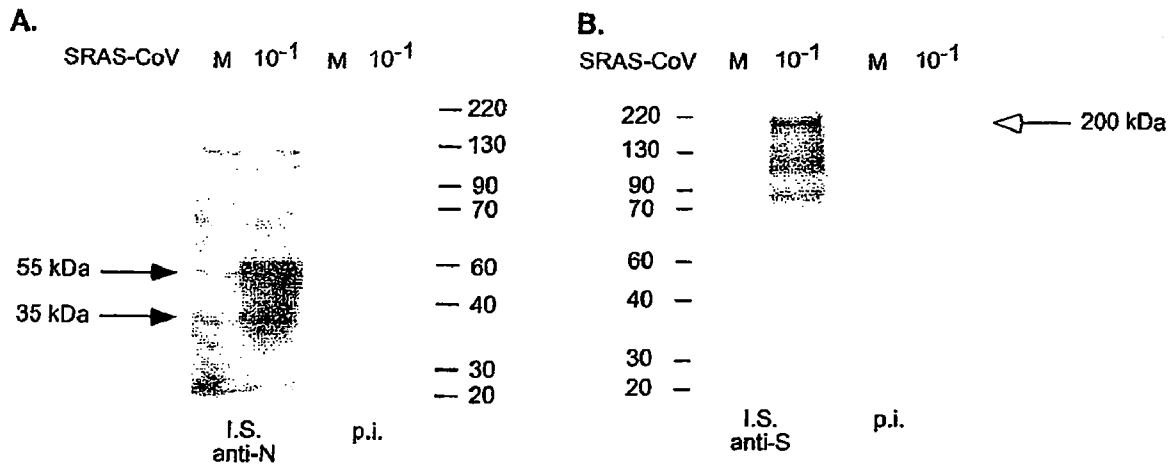 A.
SRAS-CoV M 10⁻¹ M 10⁻¹
220
130
90
70
60
40
30
20
55 kDa
35 kDa
I.S. p.i.
anti-N
B.
SRAS-CoV M 10⁻¹ M 10⁻¹
220
130
90
70
60
40
30
20
200 kDa
I.S. p.i.
anti-S